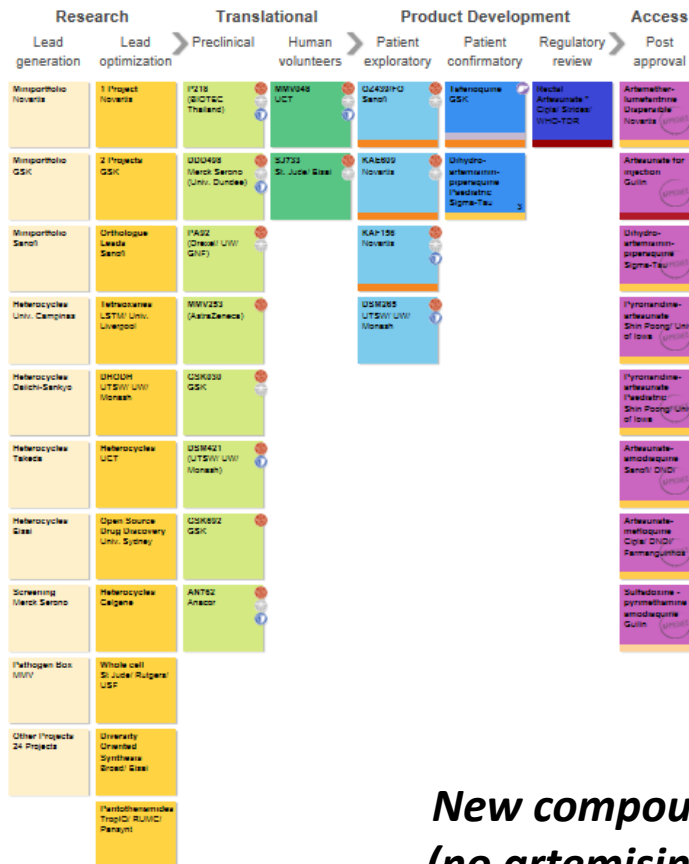 Research
Translational
Product Development
Access
Lead
generation
Lead
optimization
Preclinical
Human
volunteers
Patient
exploratory
Patient
confirmatory
Regulatory
review
Post
approval
Miniportfolio
Novartis
1 Project
Novartis
P218
(BIOTEC
Thailand)
MMV048
UCT
OZ439/FQ
Sanofi
Tafenoquine
GSK
Rectal
Artesunate *
Cipla/ Strides/
WHO-TDR
Artemether-
lumefantrine
Dispersible
Novartis
Miniportfolio
GSK
2 Projects
GSK
DDD498
Merck Serono
(Univ. Dundee)
SJ733
St. Jude/ Eisai
KAE609
Novartis
Dihydro-
artemisinin-
piperaquine
Paediatric
Sigma-Tau
Artesunate for
injection
Guilin
Miniportfolio
Sanofi
Orthologue
Leads
Sanofi
PA92
(Drexel/ UW/
GNF)
KAF156
Novartis
Dihydro-
artemisinin-
piperaquine
Sigma-Tau
Heterocycles
Univ. Campinas
Tetraoxanes
LSTM/ Univ.
Liverpool
MMV253
(AstraZeneca)
DSM265
UTSW/ UW/
Monash
Pyronaridine-
artesunate
Shin Poong/ Univ
of Iowa
Heterocycles
Daiichi-Sankyo
DHODH
UTSW/ UW/
Monash
GSK030
GSK
Pyronaridine-
artesunate
Paediatric
Shin Poong/ Univ
of Iowa
Heterocycles
Takeda
Heterocycles
UCT
DSM421
(UTSW/ UW/
Monash)
Artesunate-
amodiaquine
Sanofi/ DNDi
Heterocycles
Eisai
Open Source
Drug Discovery
Univ. Sydney
GSK692
GSK
Artesunate-
mefloquine
Cipla/ DNDi/
Farmanguinhos
Screening
Merck Serono
Heterocycles
Celgene
AN762
Anacor
Sulfadoxine -
pyrimethamine
amodiaquine
Guilin
Pathogen Box
MMV
Whole cell
St Jude/ Rutgers/
USF
Other Projects
24 Projects
Diversity
Oriented
Synthesis
Broad/ Eisai
Pantothenamides
TropIQ/ RUMC/
Pansynt
New compou
(no artemisin